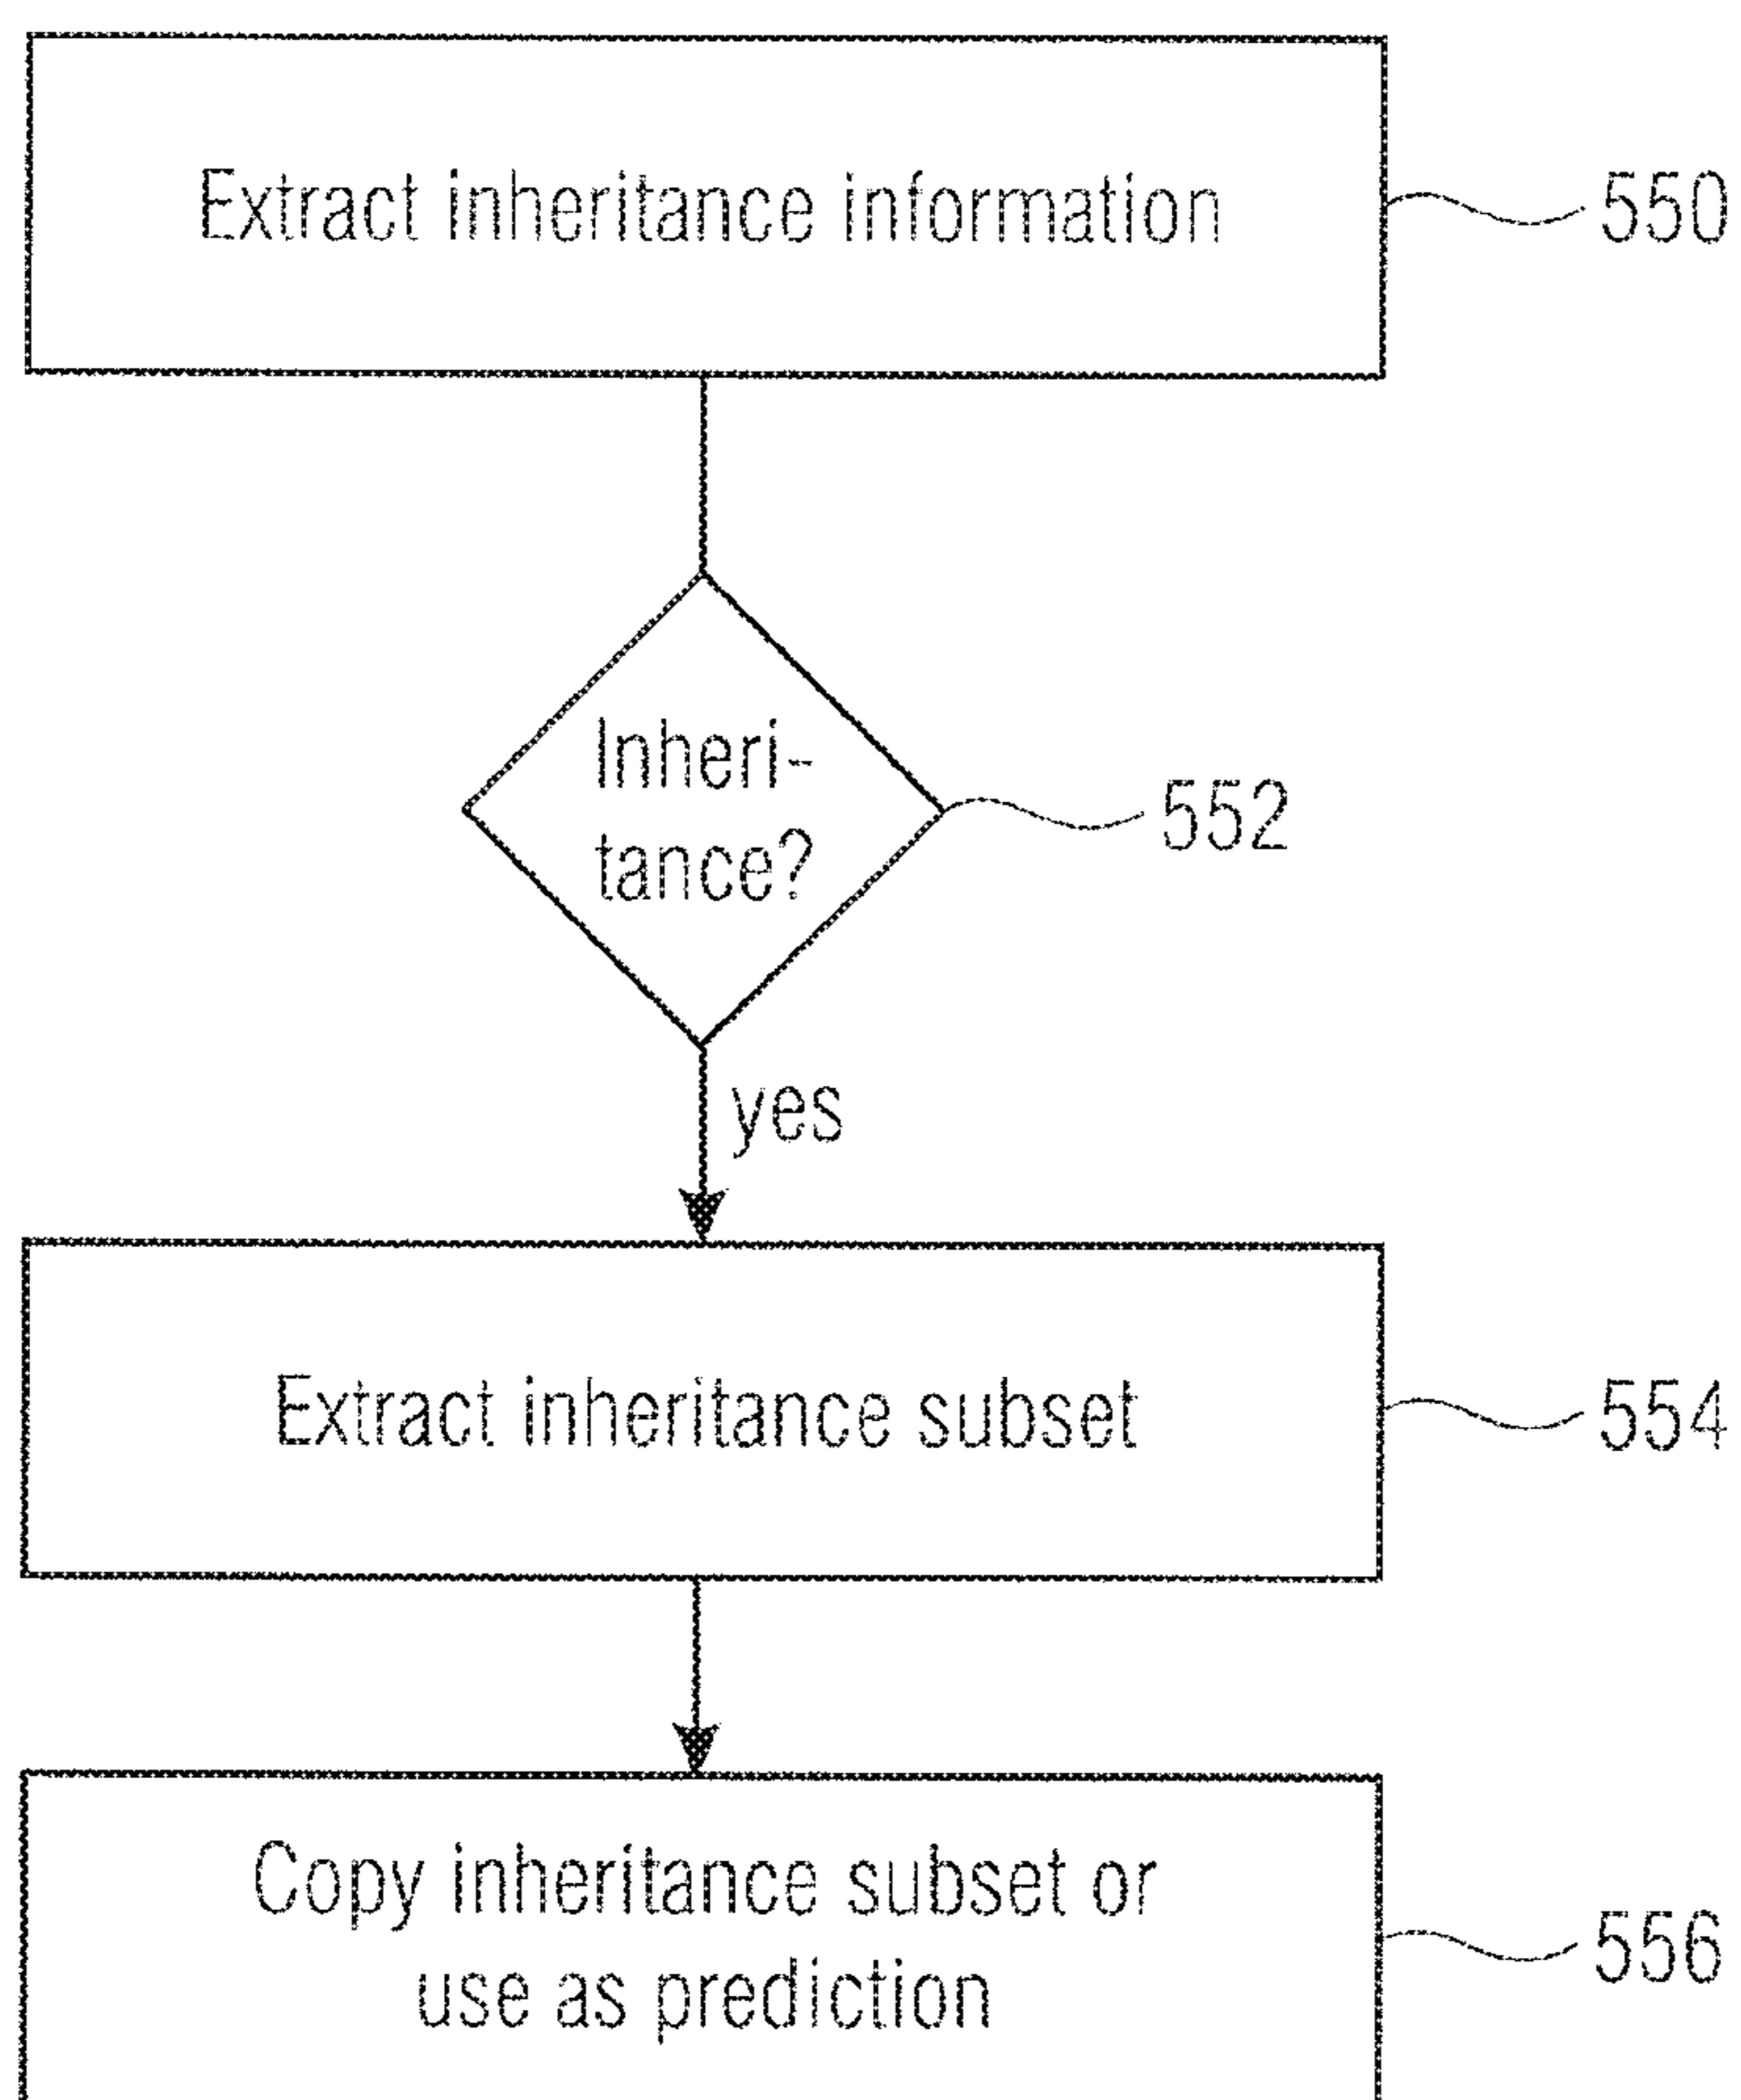 Extract inheritance information
550
Inheri-
tance?
552
yes
Extract inheritance subset
554
Copy inheritance subset or
use as prediction
556